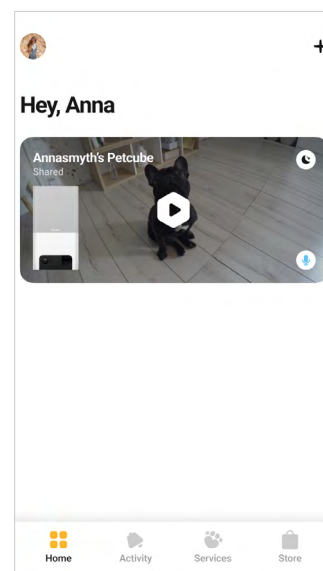 Hey, Anna
Annasmyth's Petcube
Shared
Home
Activity
Services
Store